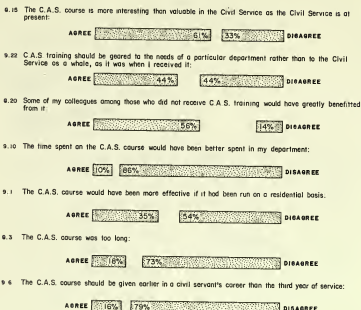 9.15 The C.A.S. course is more interesting than valuable in the Civil Service as the Civil Service is at
present:
AGREE 61% 33% DISAGREE
9.22 C.A.S training should be geared to the needs of a particular department rather than to the Civil
Service as a whole, as it was when I received it:
AGREE 44% 44% DISAGREE
9.20 Some of my colleagues among those who did not receive C.A.S. training would have greatly benefitted
from it:
AGREE 56% 14% DISAGREE
9.10 The time spent on the C.A.S. course would have been better spent in my department:
AGREE 10% 86% DISAGREE
9.1 The C.A.S. course would have been more effective if it had been run on a residential basis:
AGREE 35% 54% DISAGREE
9.3 The C.A.S. course was too long:
AGREE 18% 73% DISAGREE
9.6 The C.A.S. course should be given earlier in a civil servant's career than the third year of service:
AGREE 16% 79% DISAGREE